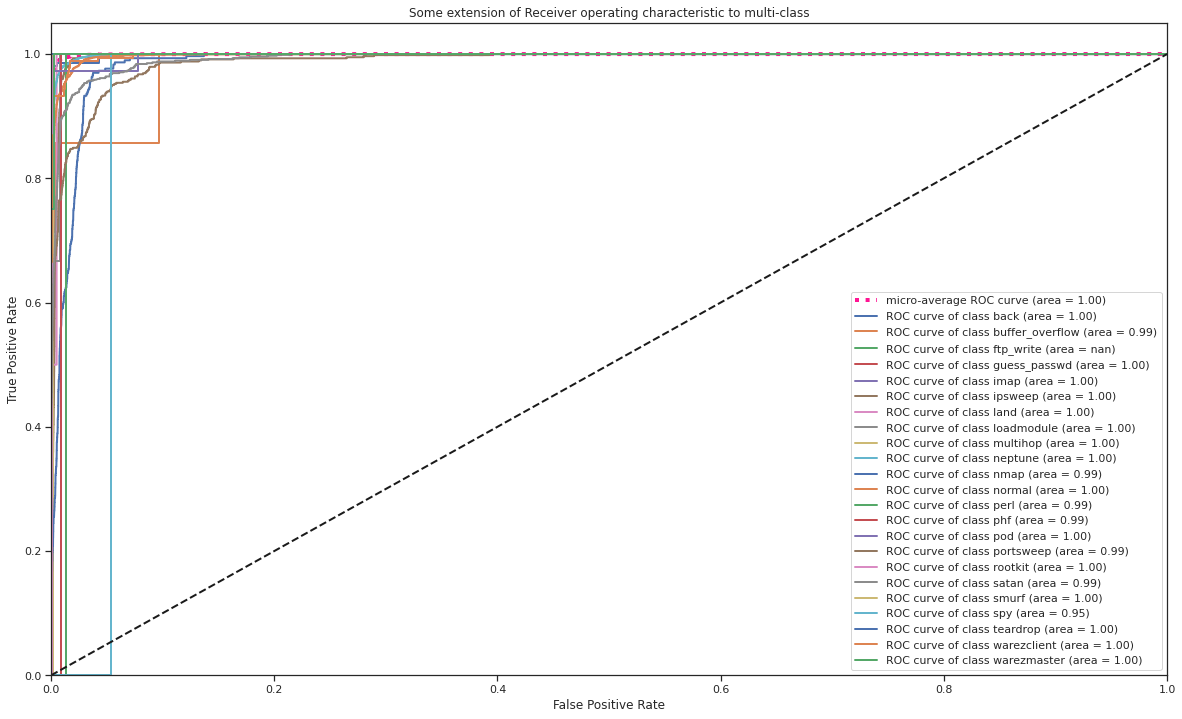 Some extension of Receiver operating characteristic to multi-class
1.0
0.8
0.6
0.4
0.2
0.0
True Positive Rate
micro-average ROC curve (area = 1.00)
ROC curve of class back (area = 1.00)
ROC curve of class buffer_overflow (area = 0.99)
ROC curve of class ftp_write (area = nan)
ROC curve of class guess_passwd (area = 1.00)
ROC curve of class imap (area = 1.00)
ROC curve of class ipsweep (area = 1.00)
ROC curve of class land (area = 1.00)
ROC curve of class loadmodule (area = 1.00)
ROC curve of class multihop (area = 1.00)
ROC curve of class neptune (area = 1.00)
ROC curve of class nmap (area = 0.99)
ROC curve of class normal (area = 1.00)
ROC curve of class perl (area = 0.99)
ROC curve of class phf (area = 0.99)
ROC curve of class pod (area = 1.00)
ROC curve of class portsweep (area = 0.99)
ROC curve of class rootkit (area = 1.00)
ROC curve of class satan (area = 0.99)
ROC curve of class smurf (area = 1.00)
ROC curve of class spy (area = 0.95)
ROC curve of class teardrop (area = 1.00)
ROC curve of class warezclient (area = 1.00)
ROC curve of class warezmaster (area = 1.00)
0.0 0.2 0.4 0.6 0.8 1.0
False Positive Rate